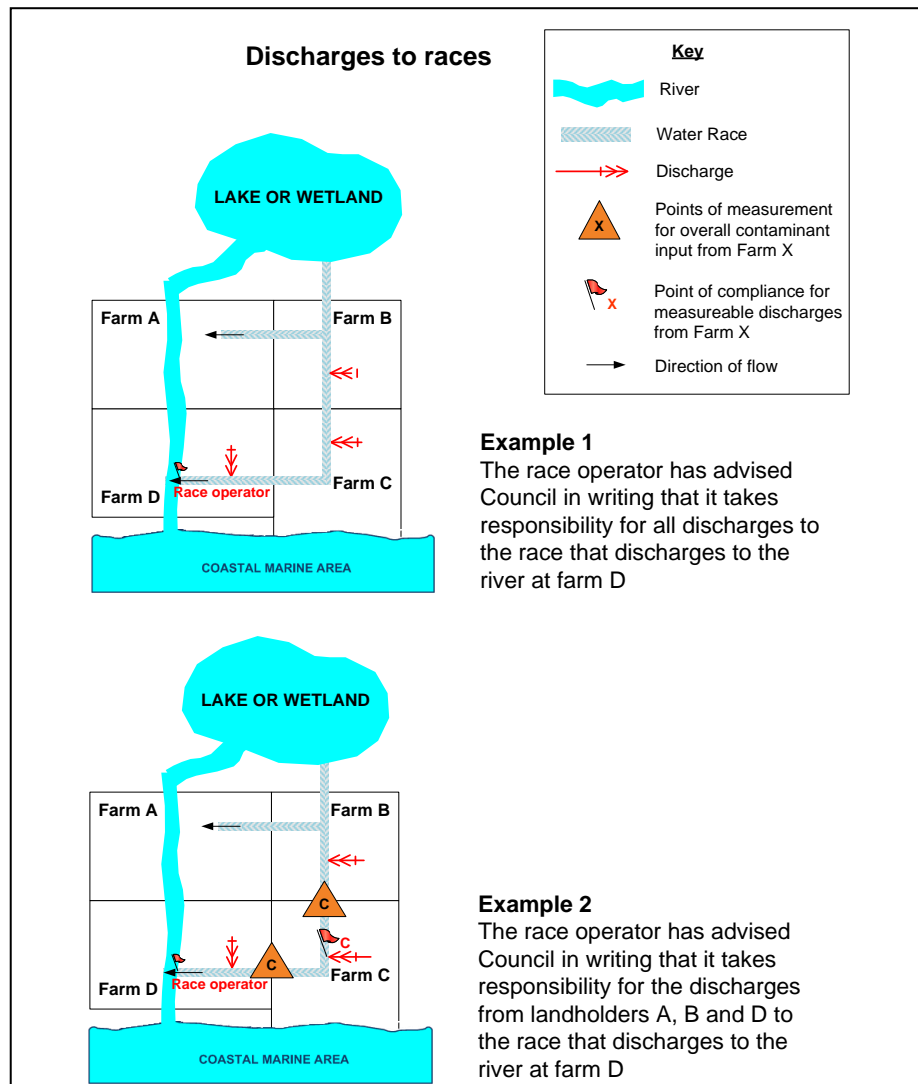 Discharges to races
Key
River
Water Race
Discharge
X
Points of measurement
for overall contaminant
input from Farm X
X
Point of compliance for
measureable discharges
from Farm X
Direction of flow
LAKE OR WETLAND
Farm A
Farm B
Farm D
Race operator
Farm C
COASTAL MARINE AREA
Example 1
The race operator has advised
Council in writing that it takes
responsibility for all discharges to
the race that discharges to the
river at farm D
LAKE OR WETLAND
Farm A
Farm B
C
C
C
Farm D
Race operator
Farm C
COASTAL MARINE AREA
Example 2
The race operator has advised
Council in writing that it takes
responsibility for the discharges
from landholders A, B and D to
the race that discharges to the
river at farm D